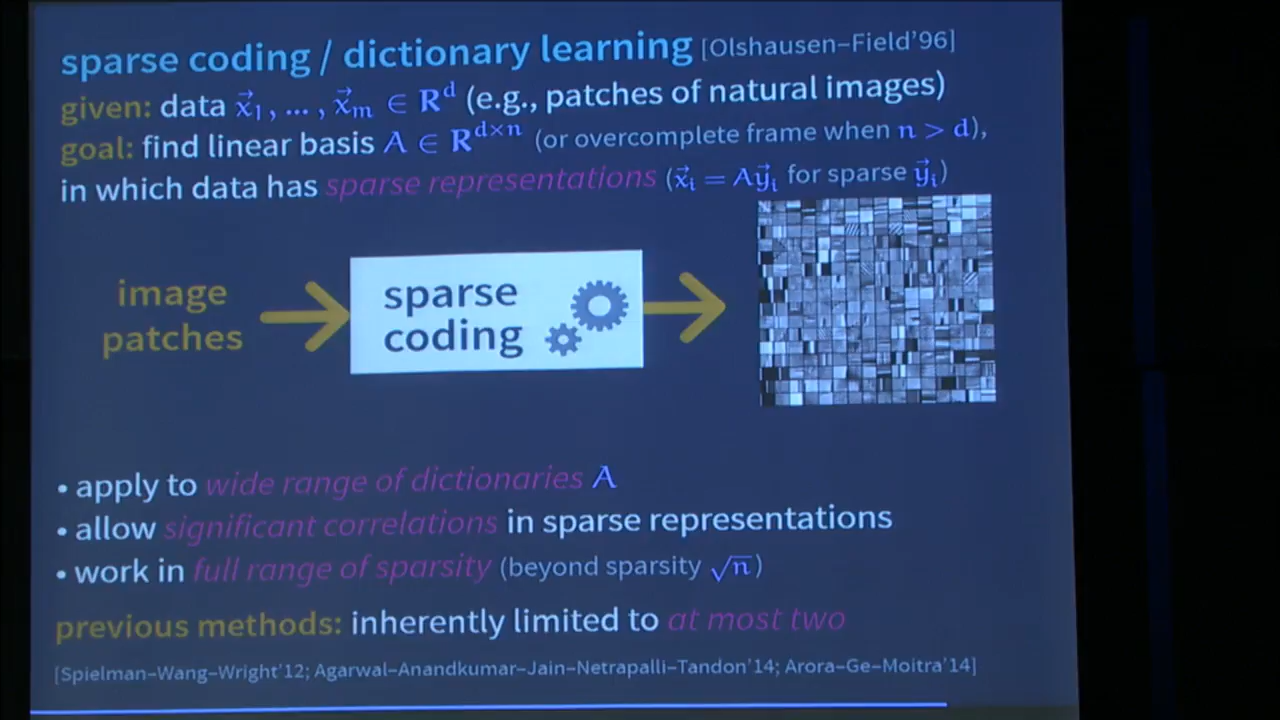 sparse coding / dictionary learning [Olshausen–Field'96]
given: data x⃗₁, ... , x⃗ₘ ∈ Rᵈ (e.g., patches of natural images)
goal: find linear basis A ∈ Rᵈˣⁿ (or overcomplete frame when n > d),
in which data has sparse representations (x⃗ᵢ = Ay⃗ᵢ for sparse y⃗ᵢ)
image
patches
sparse
coding
• apply to wide range of dictionaries A
• allow significant correlations in sparse representations
• work in full range of sparsity (beyond sparsity √n)
previous methods: inherently limited to at most two
[Spielman–Wang–Wright'12; Agarwal–Anandkumar–Jain–Netrapalli–Tandon'14; Arora–Ge–Moitra'14]